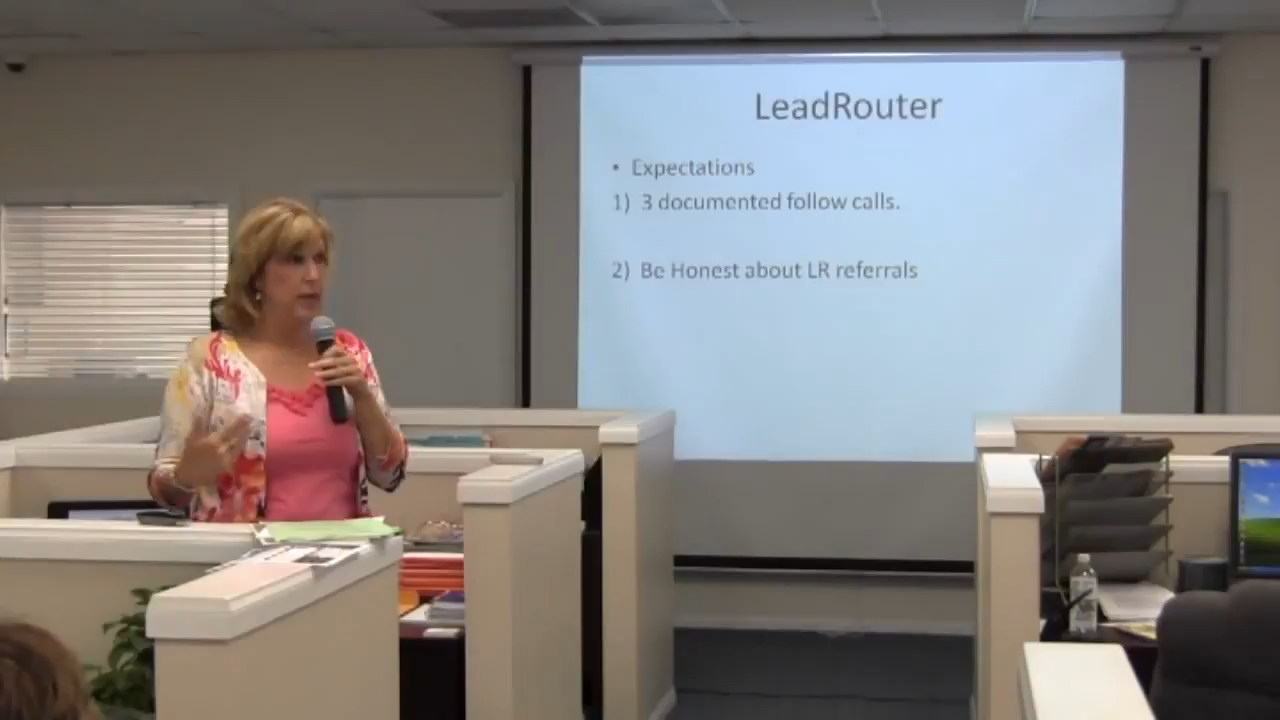 LeadRouter
• Expectations
1) 3 documented follow calls.
2) Be Honest about LR referrals